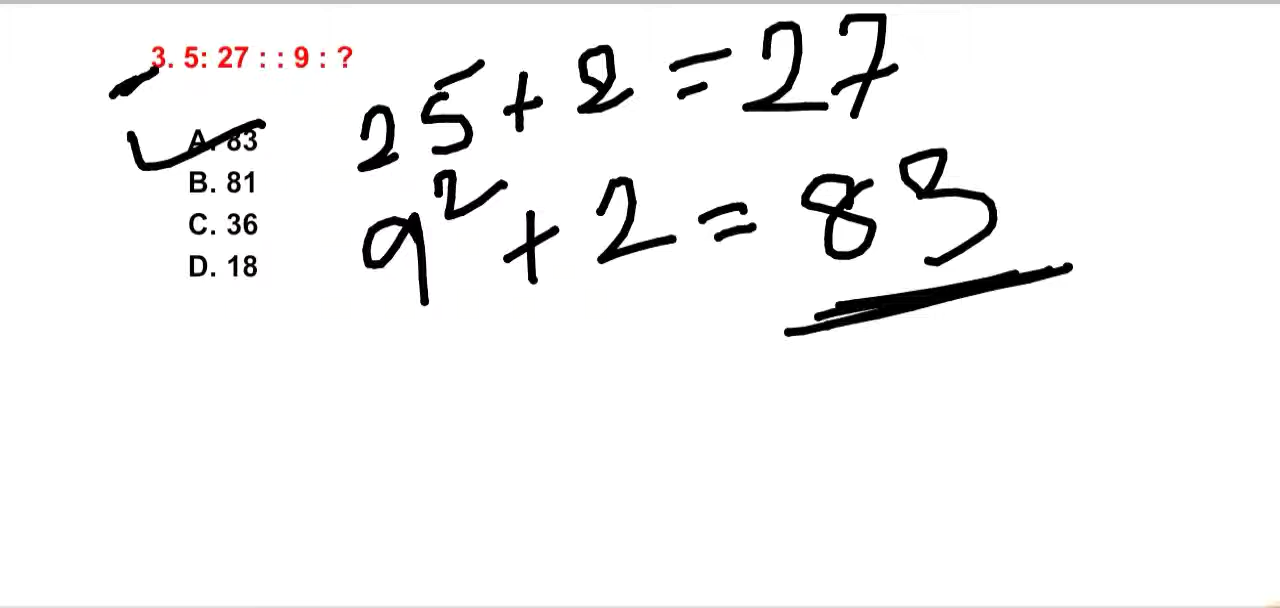 3. 5: 27 : : 9 : ?
25 + 2 = 27
A. 83
B. 81
9² + 2 = 83
C. 36
D. 18